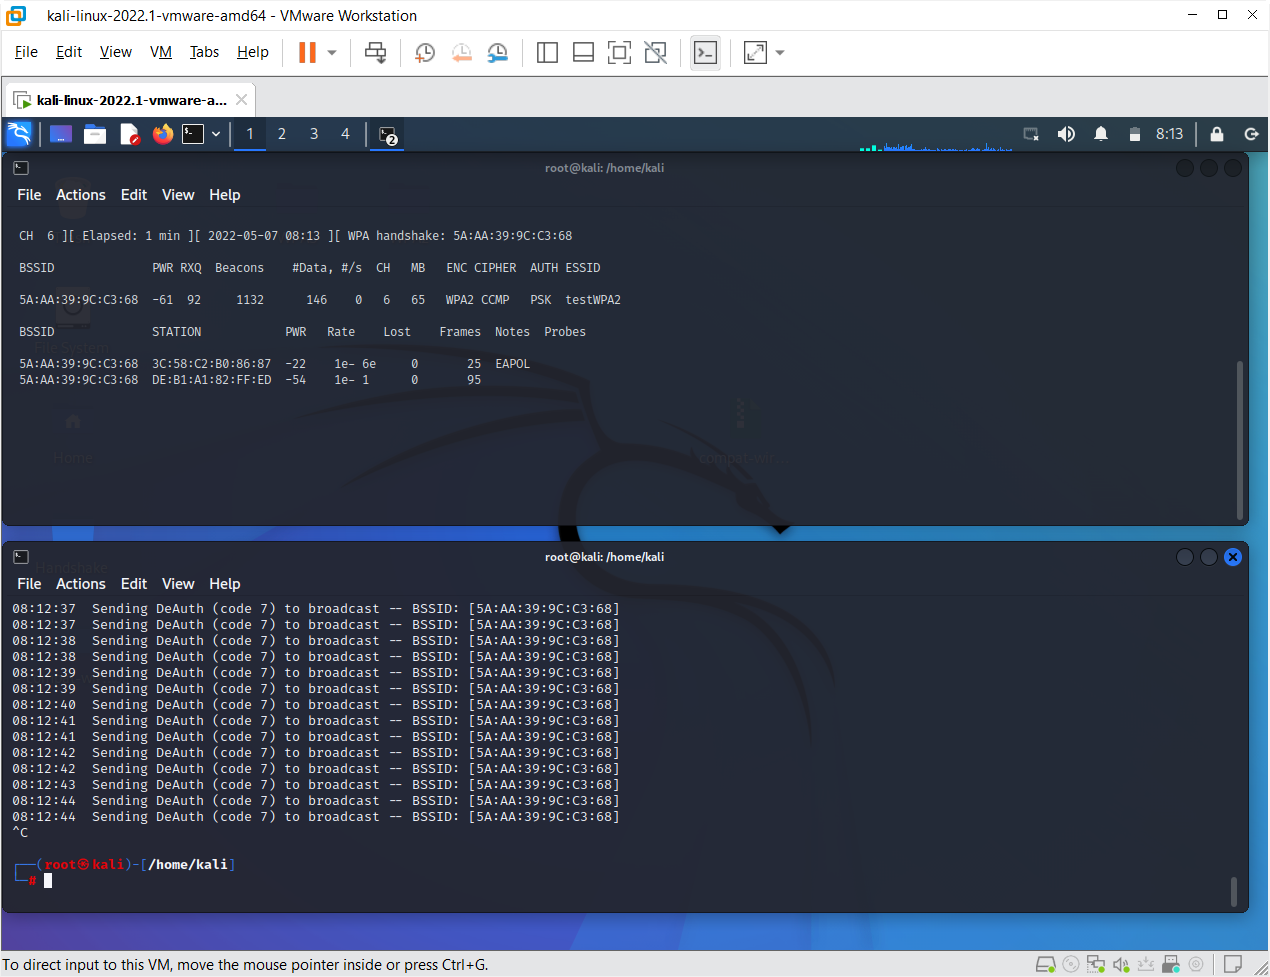 kali-linux-2022.1-vmware-amd64 - VMware Workstation
File Edit View VM Tabs Help
kali-linux-2022.1-vmware-a...
1 2 3 4 2 8:13
root@kali: /home/kali
File Actions Edit View Help
CH 6 ][ Elapsed: 1 min ][ 2022-05-07 08:13 ][ WPA handshake: 5A:AA:39:9C:C3:68
BSSID PWR RXQ Beacons #Data, #/s CH MB ENC CIPHER AUTH ESSID
5A:AA:39:9C:C3:68 -61 92 1132 146 0 6 65 WPA2 CCMP PSK testWPA2
BSSID STATION PWR Rate Lost Frames Notes Probes
File System
5A:AA:39:9C:C3:68 3C:58:C2:B0:86:87 -22 1e- 6e 0 25 EAPOL
5A:AA:39:9C:C3:68 DE:B1:A1:82:FF:ED -54 1e- 1 0 95
Home
root@kali: /home/kali
Handshake
File Actions Edit View Help
08:12:37 Sending DeAuth (code 7) to broadcast -- BSSID: [5A:AA:39:9C:C3:68]
08:12:37 Sending DeAuth (code 7) to broadcast -- BSSID: [5A:AA:39:9C:C3:68]
08:12:38 Sending DeAuth (code 7) to broadcast -- BSSID: [5A:AA:39:9C:C3:68]
08:12:38 Sending DeAuth (code 7) to broadcast -- BSSID: [5A:AA:39:9C:C3:68]
08:12:39 Sending DeAuth (code 7) to broadcast -- BSSID: [5A:AA:39:9C:C3:68]
08:12:39 Sending DeAuth (code 7) to broadcast -- BSSID: [5A:AA:39:9C:C3:68]
08:12:40 Sending DeAuth (code 7) to broadcast -- BSSID: [5A:AA:39:9C:C3:68]
08:12:41 Sending DeAuth (code 7) to broadcast -- BSSID: [5A:AA:39:9C:C3:68]
08:12:41 Sending DeAuth (code 7) to broadcast -- BSSID: [5A:AA:39:9C:C3:68]
08:12:42 Sending DeAuth (code 7) to broadcast -- BSSID: [5A:AA:39:9C:C3:68]
08:12:42 Sending DeAuth (code 7) to broadcast -- BSSID: [5A:AA:39:9C:C3:68]
08:12:43 Sending DeAuth (code 7) to broadcast -- BSSID: [5A:AA:39:9C:C3:68]
08:12:44 Sending DeAuth (code 7) to broadcast -- BSSID: [5A:AA:39:9C:C3:68]
08:12:44 Sending DeAuth (code 7) to broadcast -- BSSID: [5A:AA:39:9C:C3:68]
^C
┌──(root㉿kali)-[/home/kali]
└─#
To direct input to this VM, move the mouse pointer inside or press Ctrl+G.